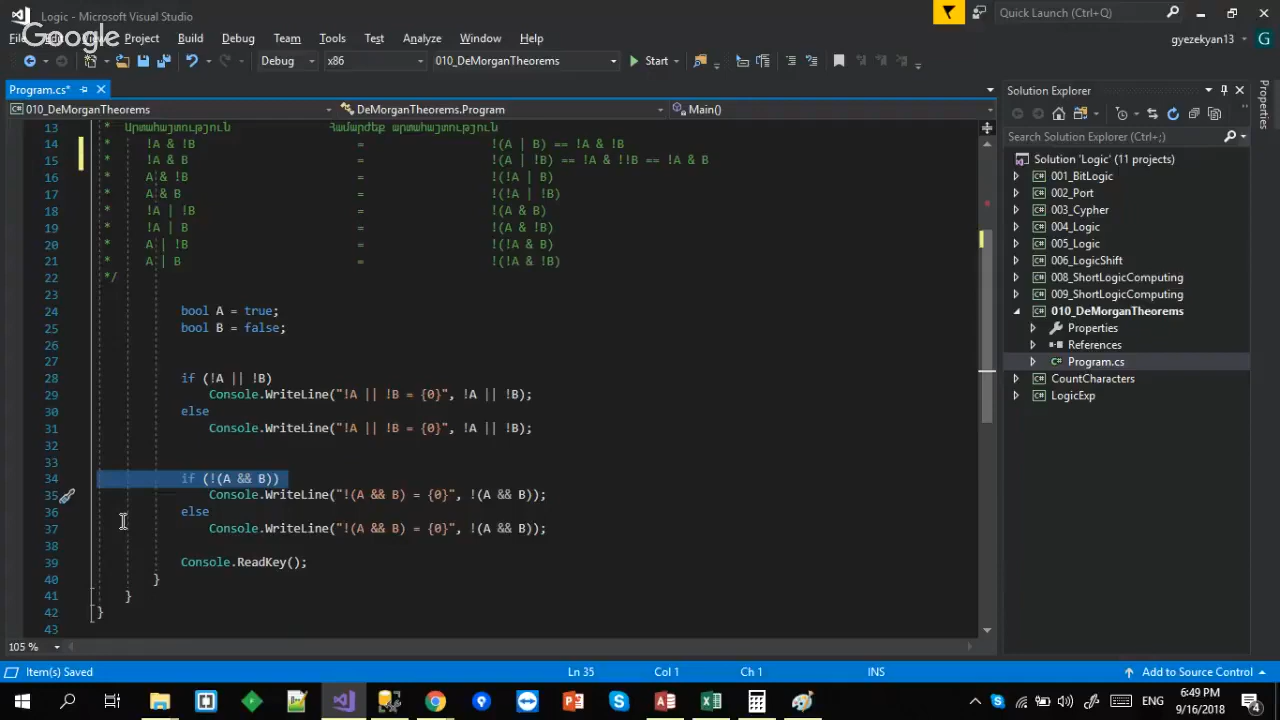 Logic - Microsoft Visual Studio
Quick Launch (Ctrl+Q)
Google
Project Build Debug Team Tools Test Analyze Window Help
gyezekyan13 G
Debug x86 010_DeMorganTheorems Start
Program.cs*
010_DeMorganTheorems DeMorganTheorems.Program Main()
13 * Արտահայտություն Համարժեք արտահայտություն
14 * !A & !B = !(A | B) == !A & !B
15 * !A & B = !(A | !B) == !A & !!B == !A & B
16 * A & !B = !(!A | B)
17 * A & B = !(!A | !B)
18 * !A | !B = !(A & B)
19 * !A | B = !(A & !B)
20 * A | !B = !(!A & B)
21 * A | B = !(!A & !B)
22 */
23
24 bool A = true;
25 bool B = false;
26
27
28 if (!A || !B)
29 Console.WriteLine("!A || !B = {0}", !A || !B);
30 else
31 Console.WriteLine("!A || !B = {0}", !A || !B);
32
33
34 if (!(A && B))
35 Console.WriteLine("!(A && B) = {0}", !(A && B));
36 else
37 Console.WriteLine("!(A && B) = {0}", !(A && B));
38
39 Console.ReadKey();
40 }
41 }
42 }
43
105 %
Solution Explorer
Search Solution Explorer (Ctrl+;)
Solution 'Logic' (11 projects)
001_BitLogic
002_Port
003_Cypher
004_Logic
005_Logic
006_LogicShift
008_ShortLogicComputing
009_ShortLogicComputing
010_DeMorganTheorems
Properties
References
Program.cs
CountCharacters
LogicExp
Item(s) Saved Ln 35 Col 1 Ch 1 INS Add to Source Control
ENG 6:49 PM
9/16/2018 4